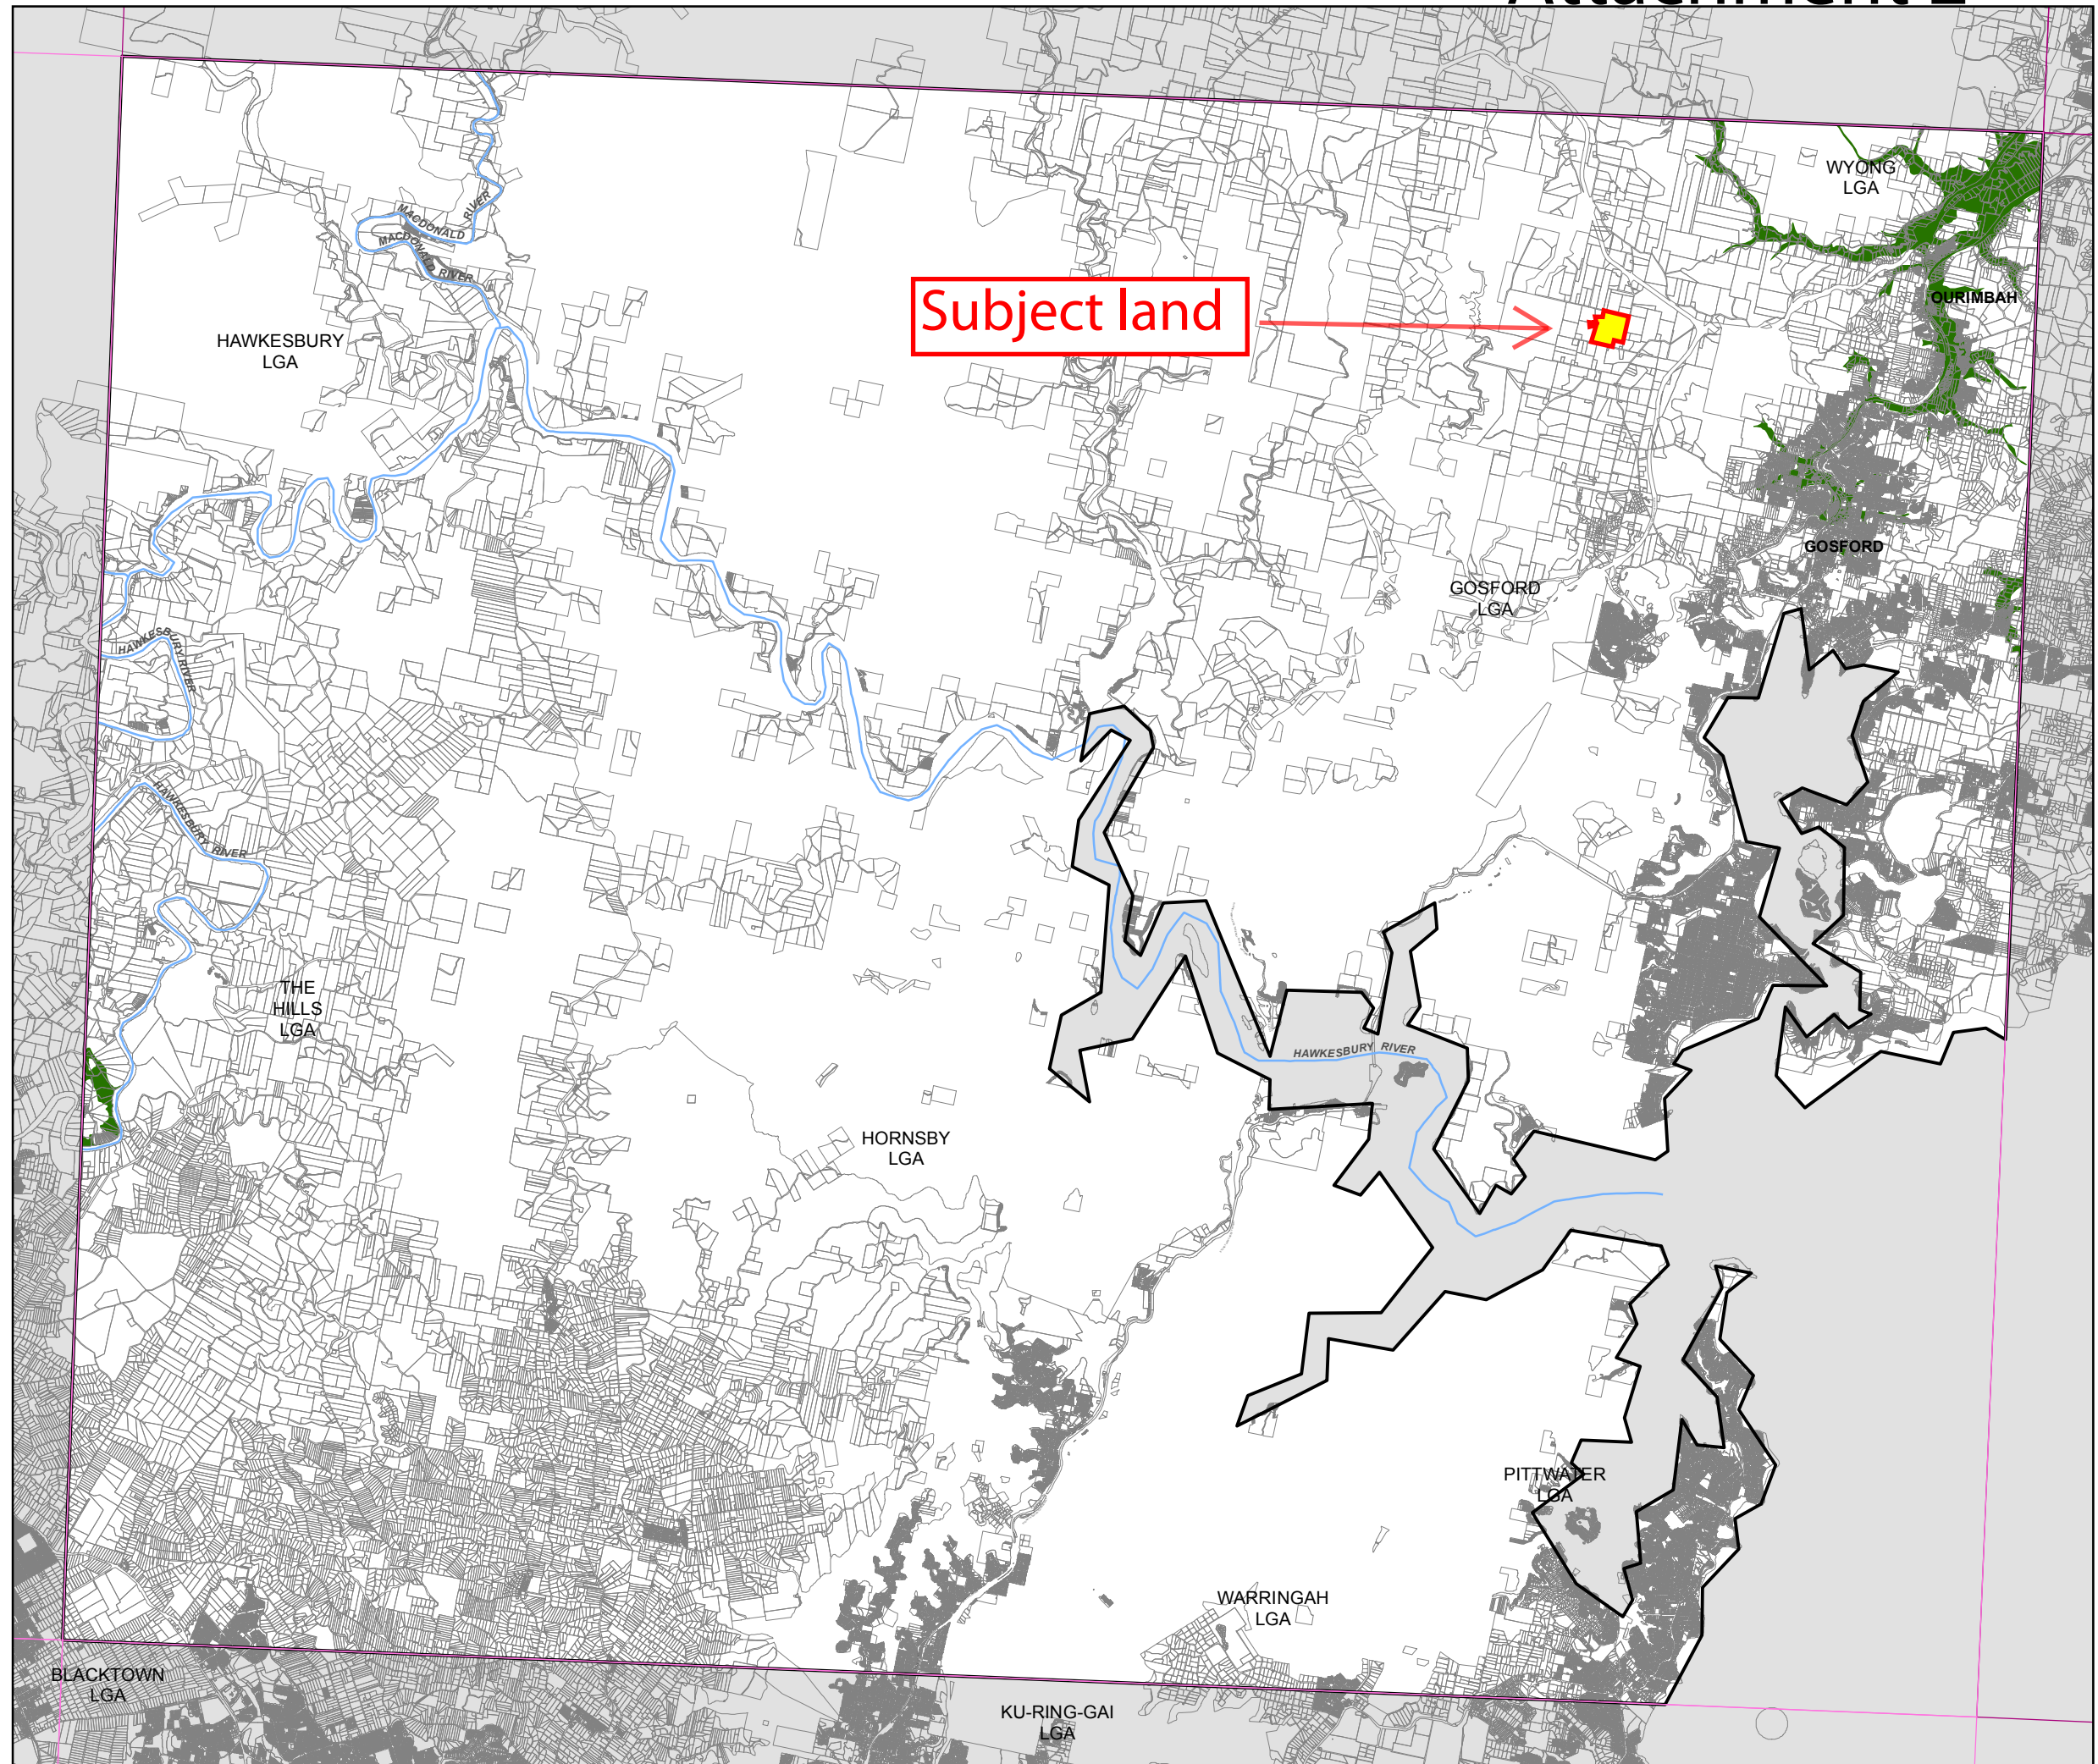 WYONG
LGA
MACDONALD RIVER
MACDONALD RIVER
Subject land
OURIMBAH
HAWKESBURY
LGA
GOSFORD
GOSFORD
LGA
HAWKESBURY RIVER
HAWKESBURY RIVER
THE
HILLS
LGA
HAWKESBURY RIVER
HORNSBY
LGA
PITTWATER
LGA
WARRINGAH
LGA
BLACKTOWN
LGA
KU-RING-GAI
LGA